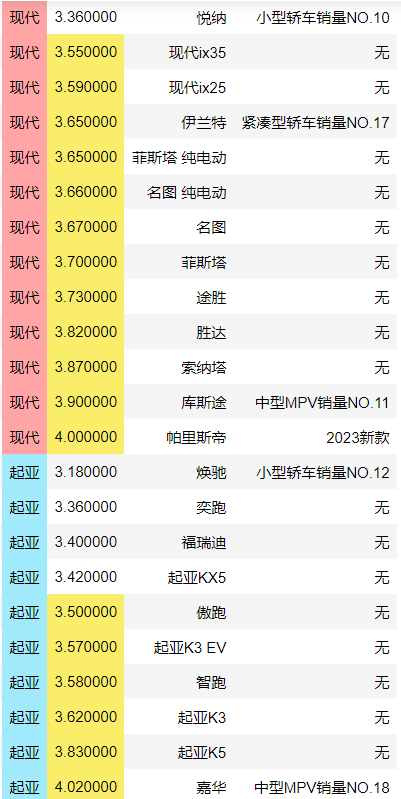 现代 3.360000 悦纳 小型轿车销量NO.10
现代 3.550000 现代ix35 无
现代 3.590000 现代ix25 无
现代 3.650000 伊兰特 紧凑型轿车销量NO.17
现代 3.650000 菲斯塔 纯电动 无
现代 3.660000 名图 纯电动 无
现代 3.670000 名图 无
现代 3.700000 菲斯塔 无
现代 3.730000 途胜 无
现代 3.820000 胜达 无
现代 3.870000 索纳塔 无
现代 3.900000 库斯途 中型MPV销量NO.11
现代 4.000000 帕里斯帝 2023新款
起亚 3.180000 焕驰 小型轿车销量NO.12
起亚 3.360000 奕跑 无
起亚 3.400000 福瑞迪 无
起亚 3.420000 起亚KX5 无
起亚 3.500000 傲跑 无
起亚 3.570000 起亚K3 EV 无
起亚 3.580000 智跑 无
起亚 3.620000 起亚K3 无
起亚 3.830000 起亚K5 无
起亚 4.020000 嘉华 中型MPV销量NO.18